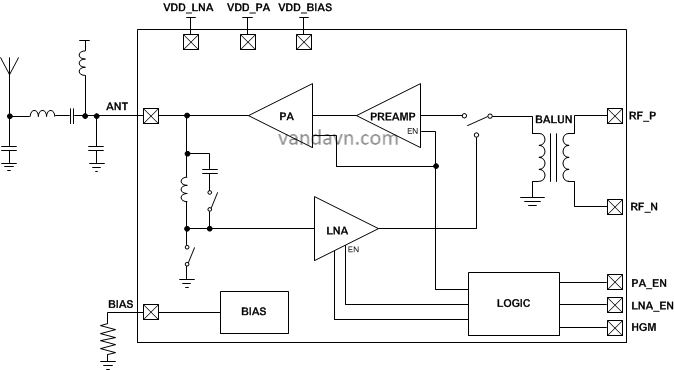 VDD_LNA VDD_PA VDD_BIAS
ANT
PA
PREAMP
EN
BALUN
RF_P
vandavn.com
LNA
EN
RF_N
BIAS
BIAS
LOGIC
PA_EN
LNA_EN
HGM